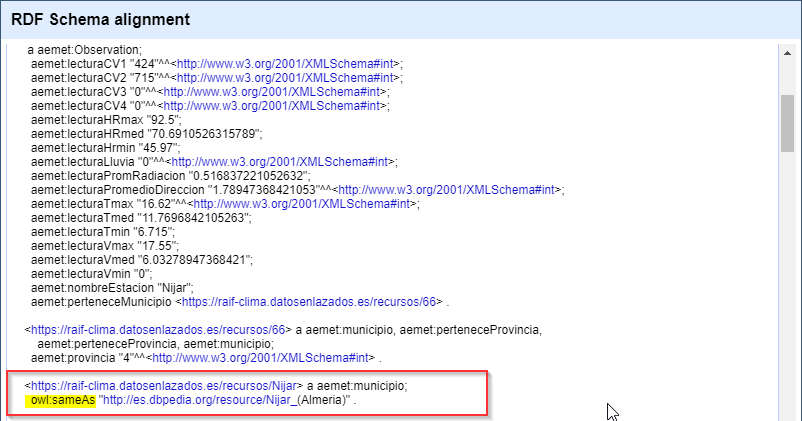 RDF Schema alignment
a aemet:Observation;
aemet:lecturaCV1 "424"^^<http://www.w3.org/2001/XMLSchema#int>;
aemet:lecturaCV2 "715"^^<http://www.w3.org/2001/XMLSchema#int>;
aemet:lecturaCV3 "0"^^<http://www.w3.org/2001/XMLSchema#int>;
aemet:lecturaCV4 "0"^^<http://www.w3.org/2001/XMLSchema#int>;
aemet:lecturaHRmax "92.5";
aemet:lecturaHRmed "70.6910526315789";
aemet:lecturaHrmin "45.97";
aemet:lecturaLluvia "0"^^<http://www.w3.org/2001/XMLSchema#int>;
aemet:lecturaPromRadiacion "0.516837221052632";
aemet:lecturaPromedioDireccion "1.78947368421053"^^<http://www.w3.org/2001/XMLSchema#int>;
aemet:lecturaTmax "16.62"^^<http://www.w3.org/2001/XMLSchema#int>;
aemet:lecturaTmed "11.7696842105263";
aemet:lecturaTmin "6.715";
aemet:lecturaVmax "17.55";
aemet:lecturaVmed "6.03278947368421";
aemet:lecturaVmin "0";
aemet:nombreEstacion "Nijar";
aemet:perteneceMunicipio <https://raif-clima.datosenlazados.es/recursos/66> .
<https://raif-clima.datosenlazados.es/recursos/66> a aemet:municipio, aemet:perteneceProvincia,
aemet:perteneceProvincia, aemet:municipio;
aemet:provincia "4"^^<http://www.w3.org/2001/XMLSchema#int> .
<https://raif-clima.datosenlazados.es/recursos/Nijar> a aemet:municipio;
owl:sameAs "http://es.dbpedia.org/resource/Nijar_(Almeria)" .